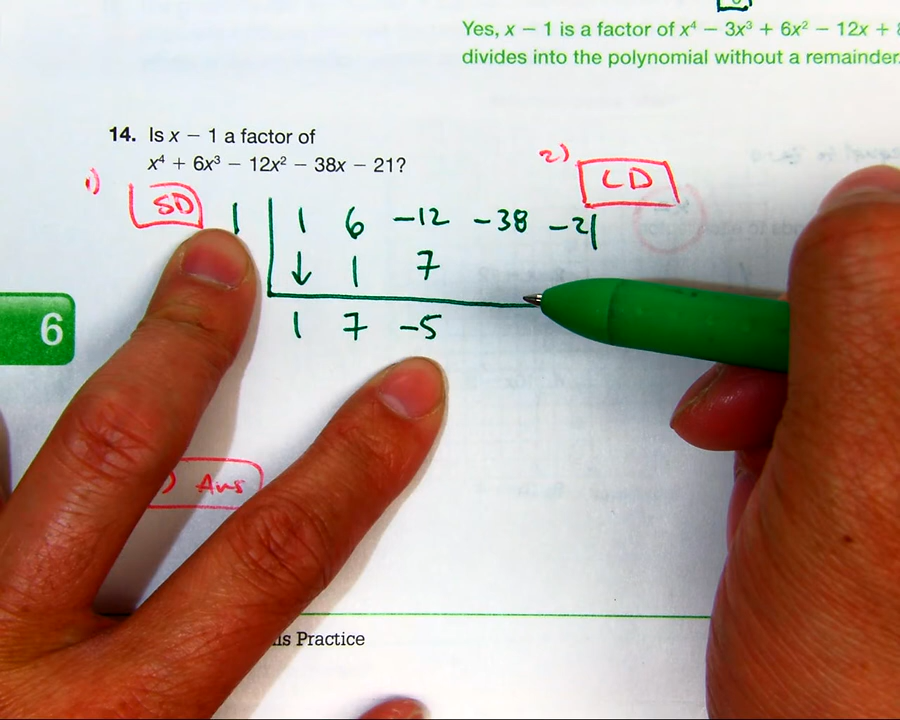 Yes, x − 1 is a factor of x⁴ − 3x³ + 6x² − 12x +
divides into the polynomial without a remainder.
14. Is x − 1 a factor of
x⁴ + 6x³ − 12x² − 38x − 21?
1) SD
2) LD
1 1 6 -12 -38 -21
↓ 1 7
1 7 -5
6
) Ans
Practice